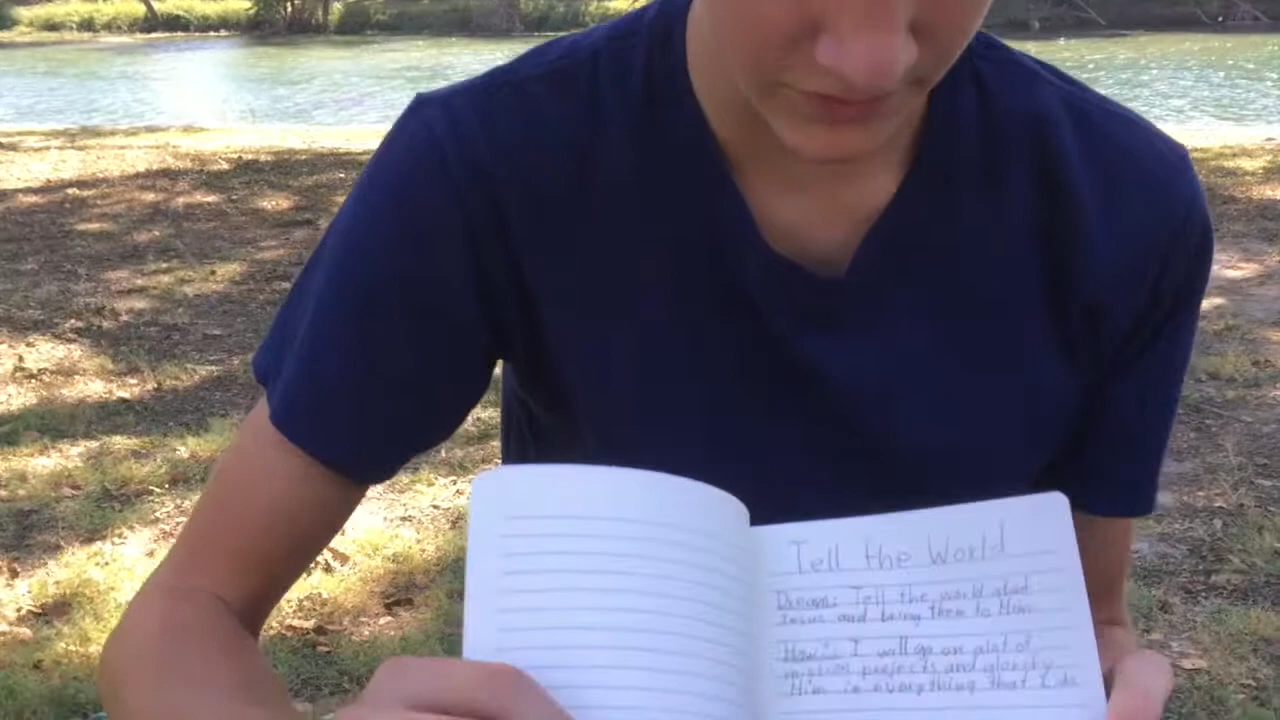 Tell the World
Dream: Tell the world about
Jesus and bring them to Him.
How: I will go on alot of
mission projects and glorify
Him in everything that I do